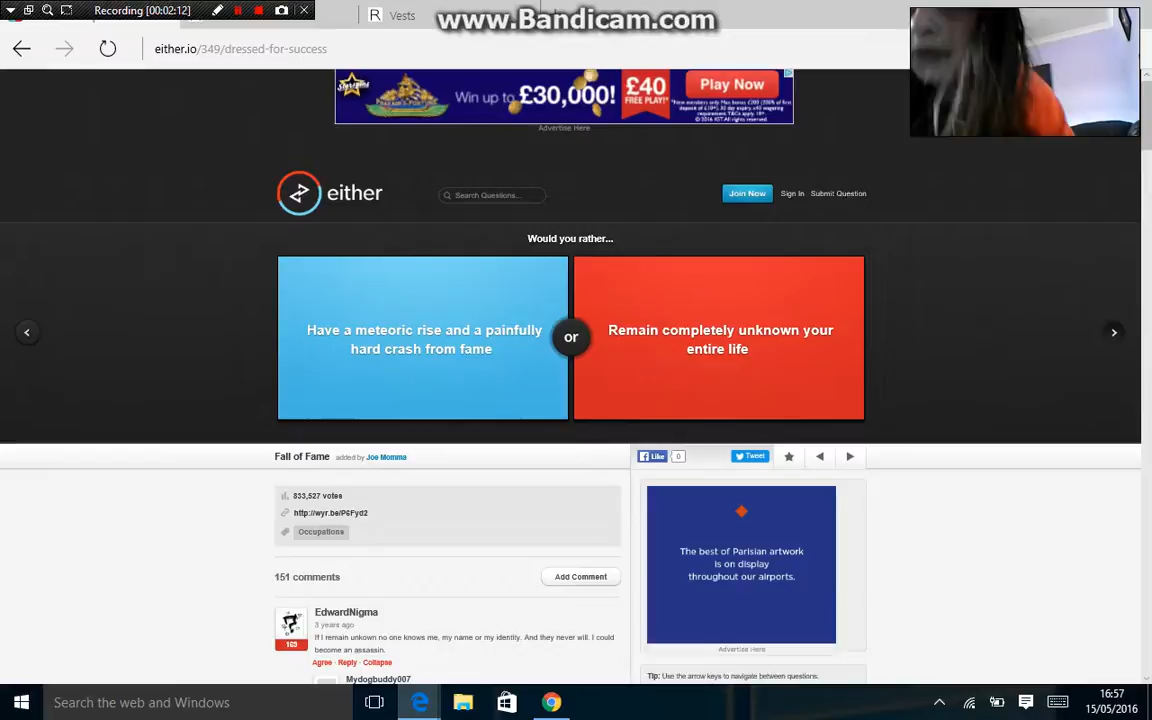 Recording [00:02:12]
R Vests
www.Bandicam.com
either.io/349/dressed-for-success
Win up to £30,000!
£40
FREE PLAY!*
Play Now
Advertise Here
either
Search Questions...
Join Now Sign In Submit Question
Would you rather...
Have a meteoric rise and a painfully
hard crash from fame
or
Remain completely unknown your
entire life
Fall of Fame added by Joe Momma
Like 0
Tweet
833,527 votes
http://wyr.be/P6Fyd2
Occupations
151 comments
Add Comment
The best of Parisian artwork
is on display
throughout our airports.
Advertise Here
EdwardNigma
3 years ago
165
If I remain unkown no one knows me, my name or my identity. And they never will. I could
become an assassin.
Agree · Reply · Collapse
Mydogbuddy007
Tip: Use the arrow keys to navigate between questions.
Search the web and Windows
16:57
15/05/2016